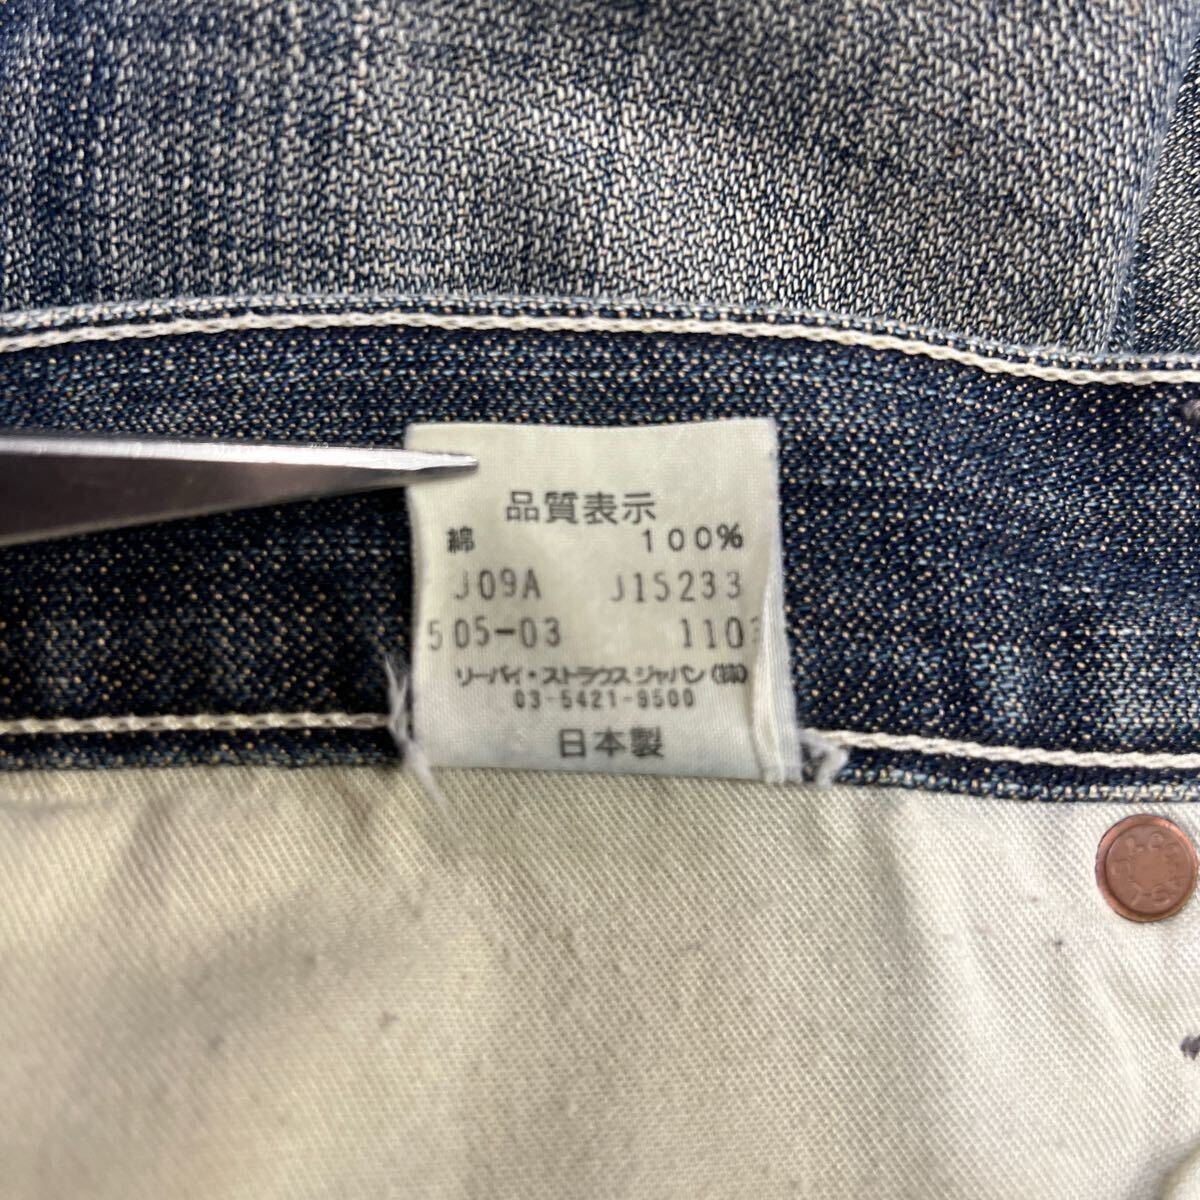 品質表示
綿 100%
J09A J15233
505-03 110
リーバイ・ストラウス ジャパン(株)
03-5421-9500
日本製